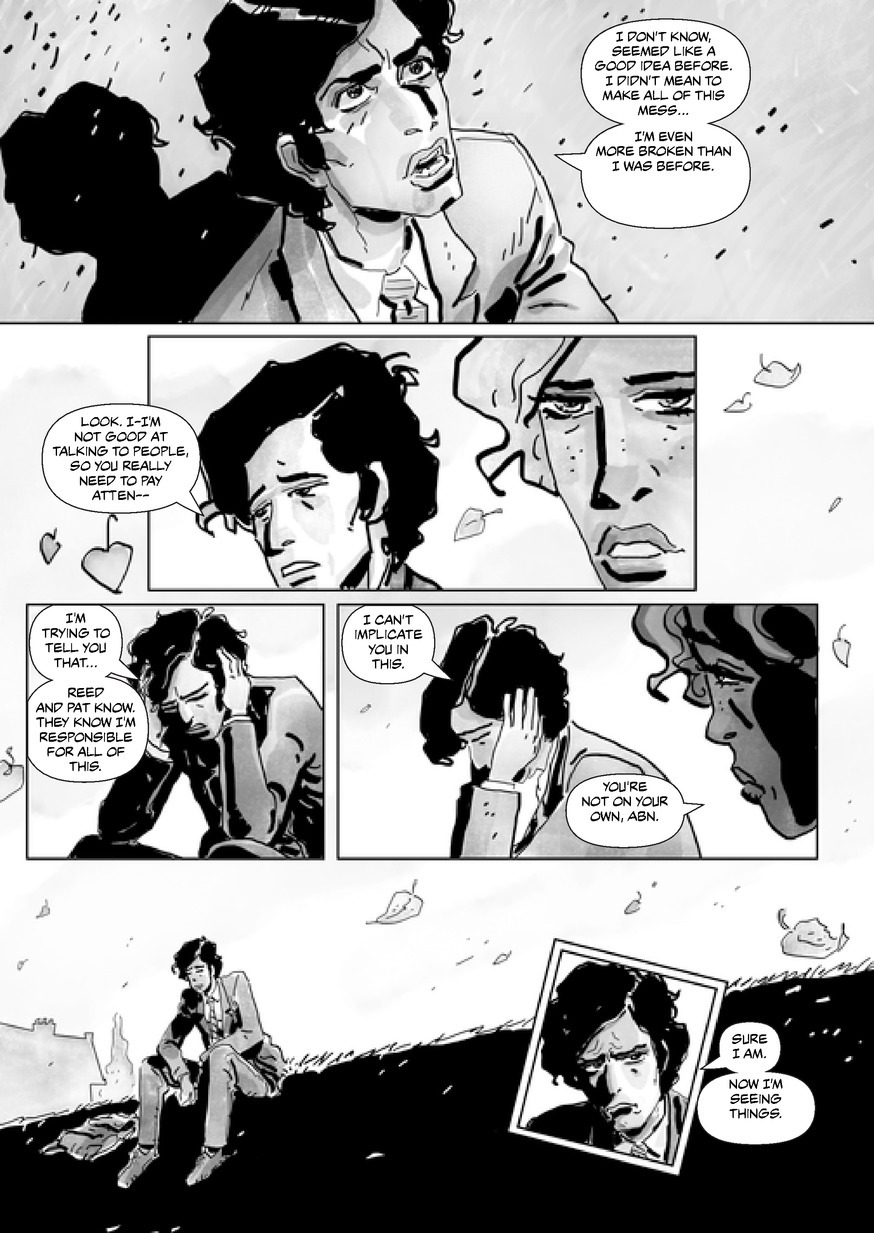 I DON'T KNOW,
SEEMED LIKE A
GOOD IDEA BEFORE.
I DIDN'T MEAN TO
MAKE ALL OF THIS
MESS...
I'M EVEN
MORE BROKEN THAN
I WAS BEFORE.
LOOK. I-I'M
NOT GOOD AT
TALKING TO PEOPLE,
SO YOU REALLY
NEED TO PAY
ATTEN--
I'M
TRYING TO
TELL YOU
THAT...
REED
AND PAT KNOW.
THEY KNOW I'M
RESPONSIBLE
FOR ALL OF
THIS.
I CAN'T
IMPLICATE
YOU IN
THIS.
YOU'RE
NOT ON YOUR
OWN, ABN.
SURE
I AM.
NOW I'M
SEEING
THINGS.